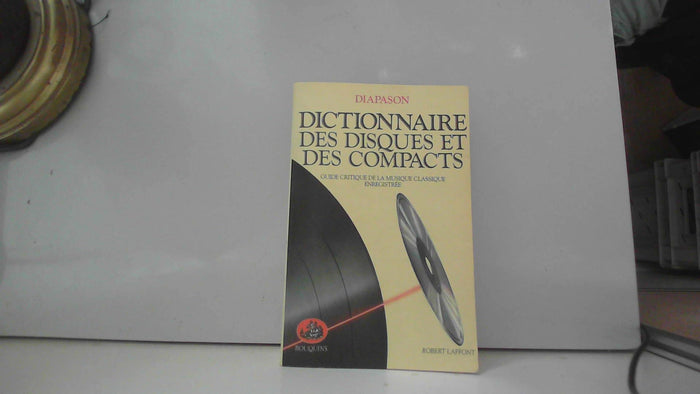 DIAPASON
DICTIONNAIRE
DES DISQUES ET
DES COMPACTS
GUIDE CRITIQUE DE LA MUSIQUE CLASSIQUE
ENREGISTRÉE
BOUQUINS
ROBERT LAFFONT